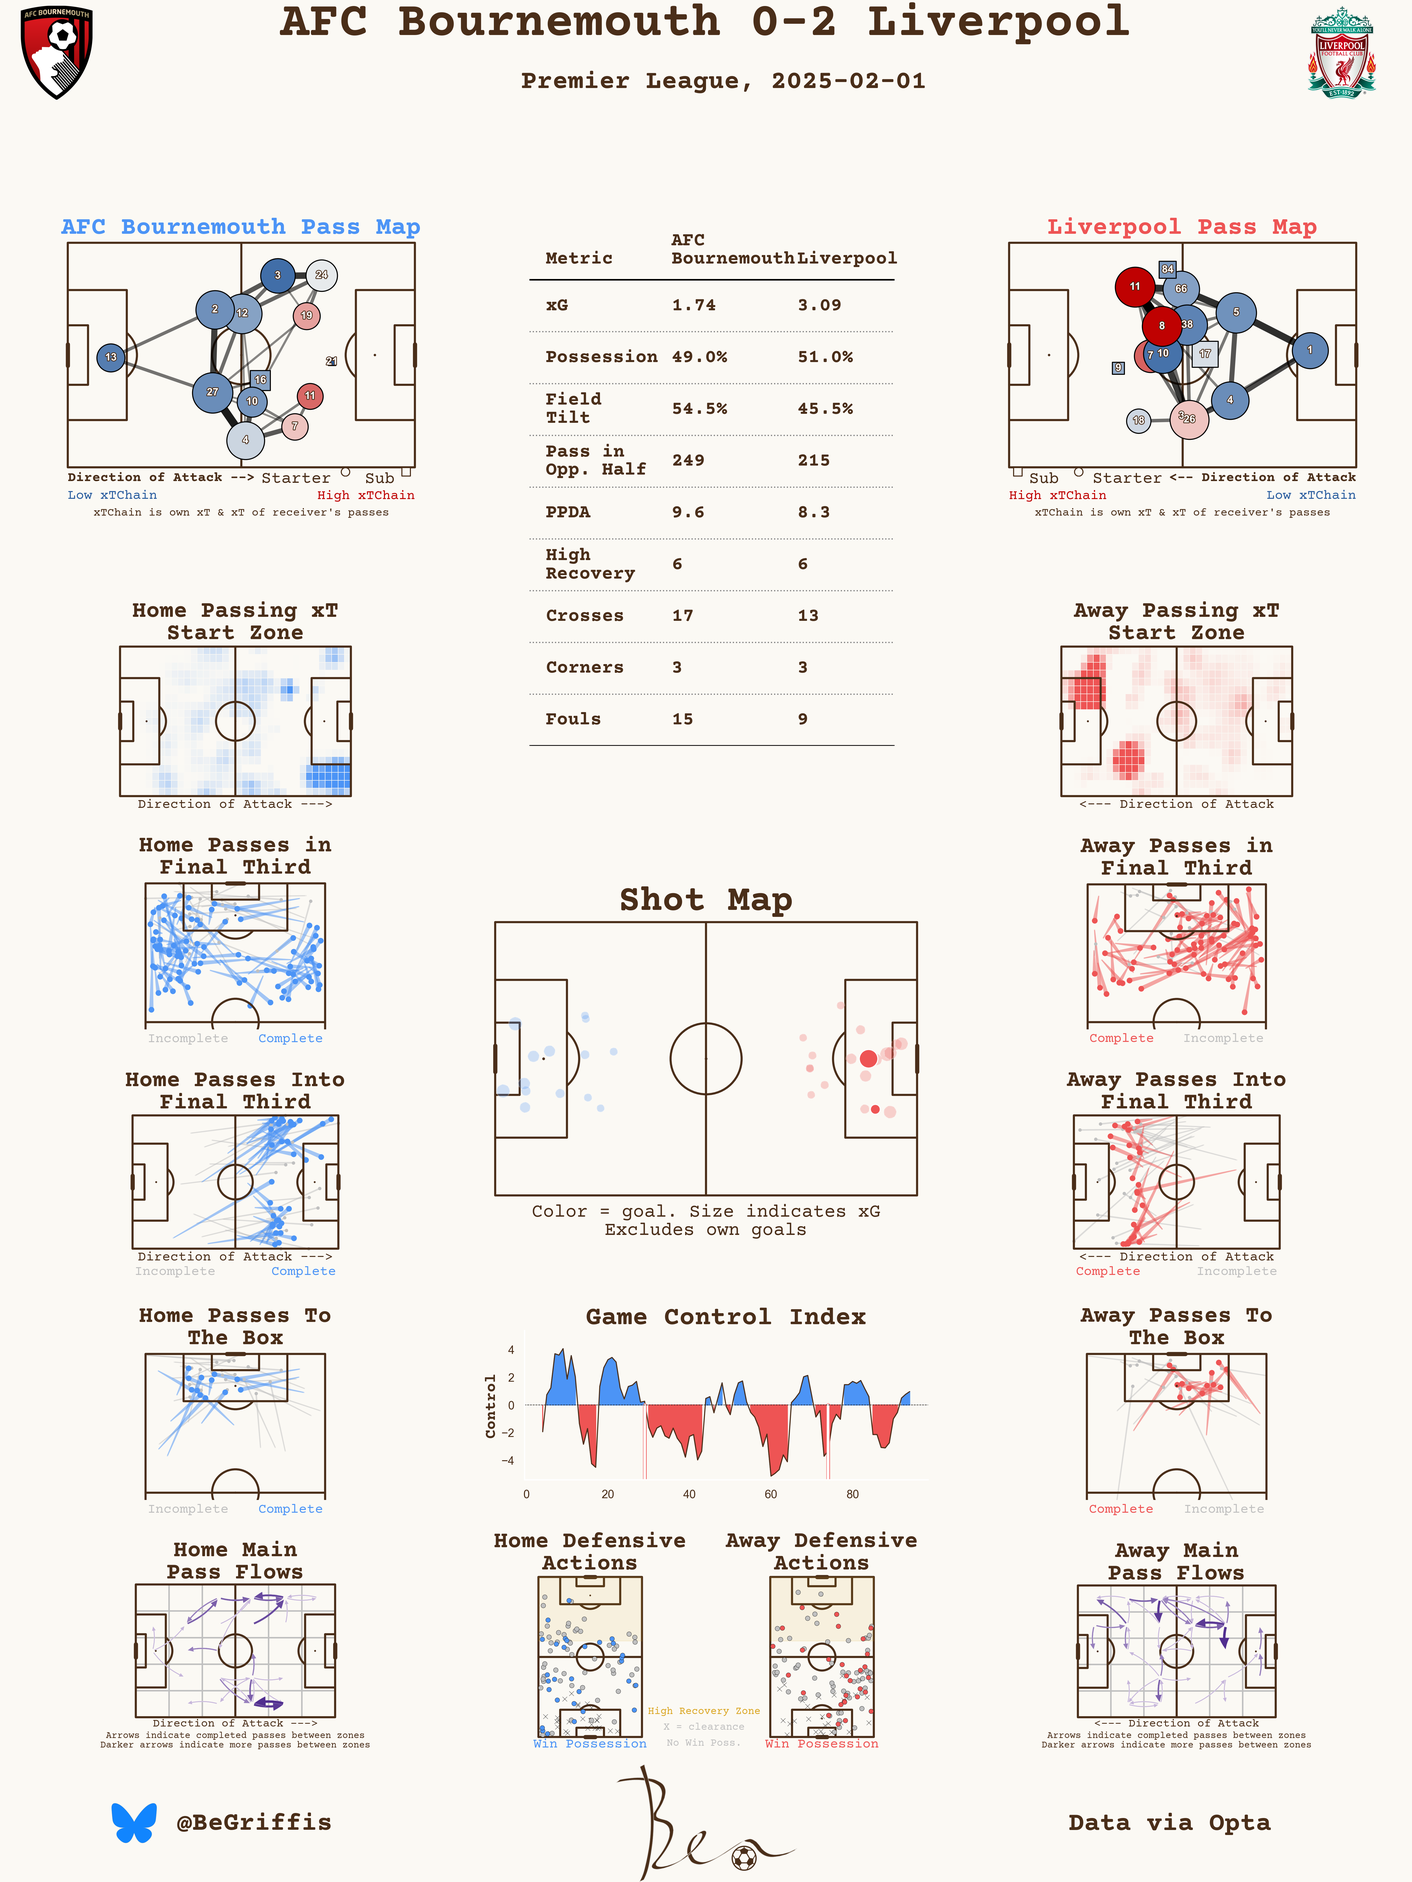 AFC Bournemouth 0-2 Liverpool
Premier League, 2025-02-01
AFC BOURNEMOUTH
YOU'LL NEVER WALK ALONE
LIVERPOOL
FOOTBALL CLUB
EST·1892
AFC Bournemouth Pass Map
3
24
2
12
19
13
21
16
27
10
11
7
4
Direction of Attack --> Starter Sub
Low xTChain High xTChain
xTChain is own xT & xT of receiver's passes
Metric AFC Bournemouth Liverpool
xG 1.74 3.09
Possession 49.0% 51.0%
Field Tilt 54.5% 45.5%
Pass in Opp. Half 249 215
PPDA 9.6 8.3
High Recovery 6 6
Crosses 17 13
Corners 3 3
Fouls 15 9
Liverpool Pass Map
84
11
66
5
8
38
7
10
17
1
9
4
18
3
26
Sub Starter <-- Direction of Attack
High xTChain Low xTChain
xTChain is own xT & xT of receiver's passes
Home Passing xT
Start Zone
Direction of Attack --->
Away Passing xT
Start Zone
<--- Direction of Attack
Home Passes in
Final Third
Incomplete Complete
Away Passes in
Final Third
Complete Incomplete
Shot Map
Color = goal. Size indicates xG
Excludes own goals
Home Passes Into
Final Third
Direction of Attack --->
Incomplete Complete
Away Passes Into
Final Third
<--- Direction of Attack
Complete Incomplete
Home Passes To
The Box
Incomplete Complete
Game Control Index
Control
4
2
0
−2
−4
0 20 40 60 80
Away Passes To
The Box
Complete Incomplete
Home Main
Pass Flows
Direction of Attack --->
Arrows indicate completed passes between zones
Darker arrows indicate more passes between zones
Home Defensive
Actions
Win Possession
High Recovery Zone
X = clearance
No Win Poss.
Away Defensive
Actions
Win Possession
Away Main
Pass Flows
<--- Direction of Attack
Arrows indicate completed passes between zones
Darker arrows indicate more passes between zones
@BeGriffis
Ben
Data via Opta